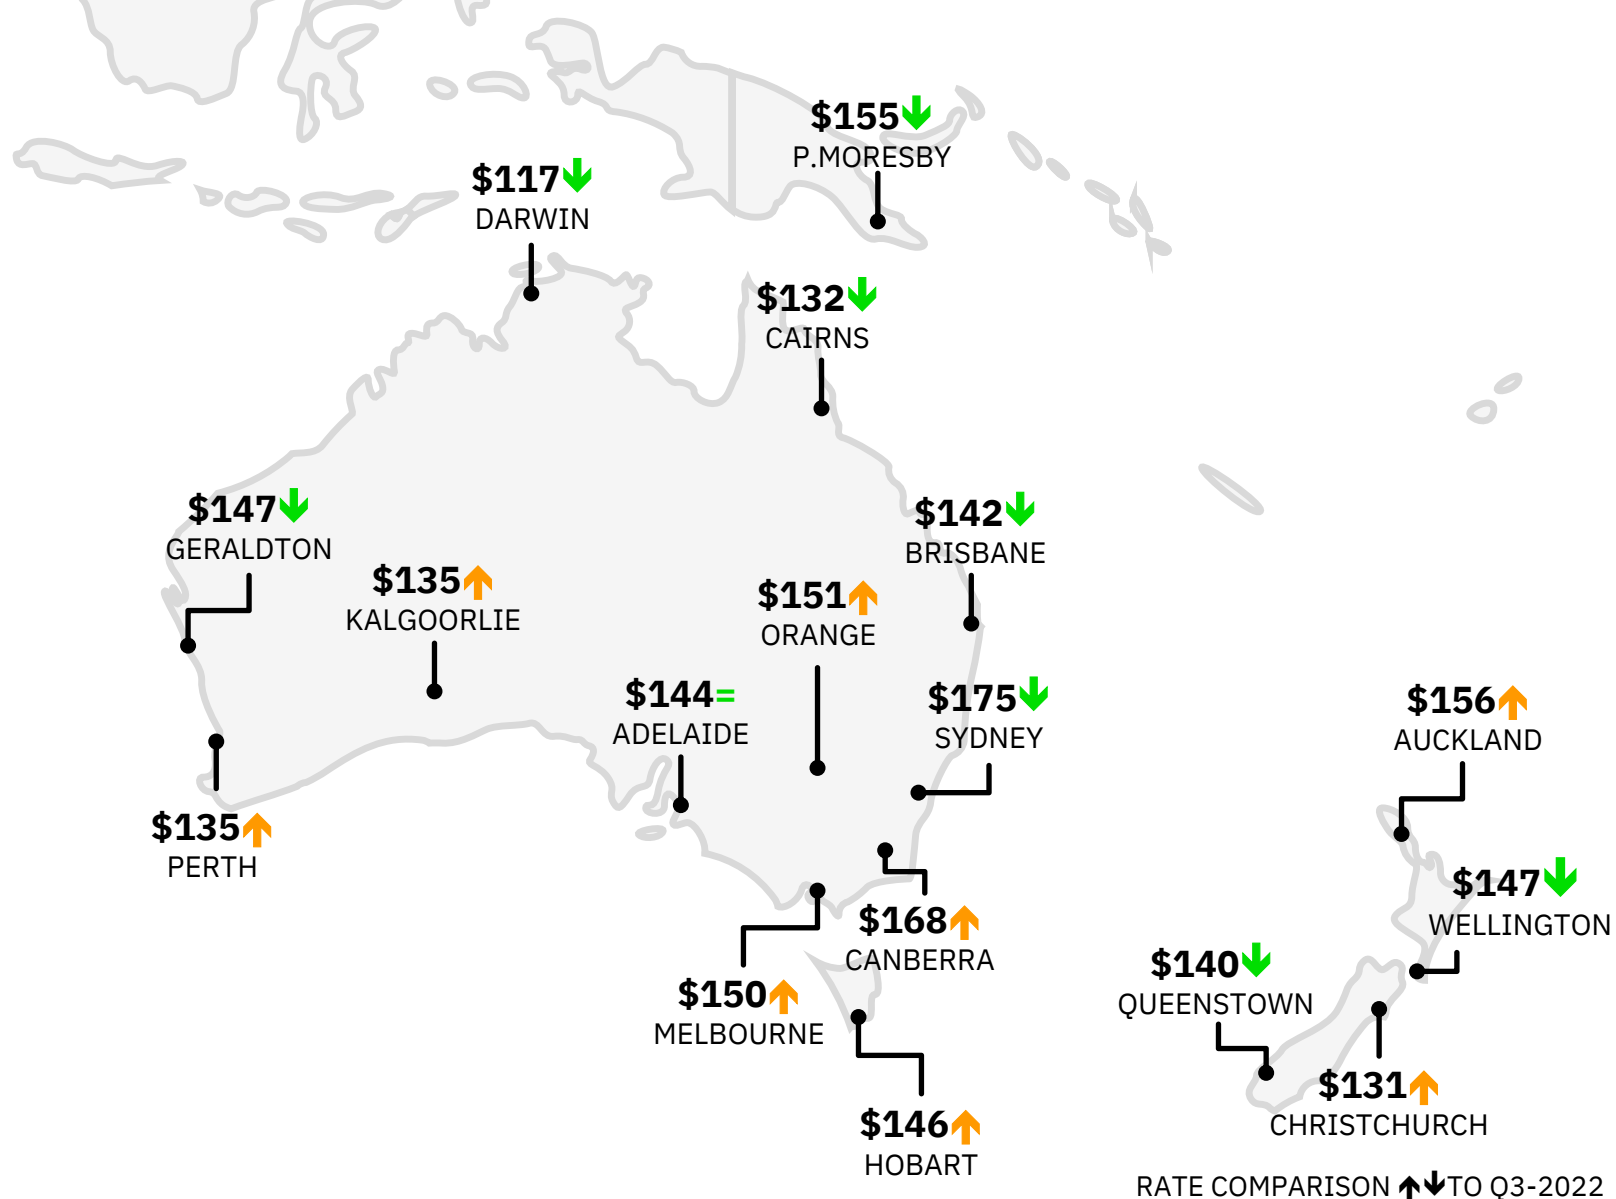 $155↓
P.MORESBY
$117↓
DARWIN
$132↓
CAIRNS
$147↓
GERALDTON
$142↓
BRISBANE
$135↑
KALGOORLIE
$151↑
ORANGE
$144=
ADELAIDE
$175↓
SYDNEY
$156↑
AUCKLAND
$135↑
PERTH
$147↓
WELLINGTON
$168↑
CANBERRA
$140↓
QUEENSTOWN
$150↑
MELBOURNE
$131↑
CHRISTCHURCH
$146↑
HOBART
RATE COMPARISON ↑↓TO Q3-2022